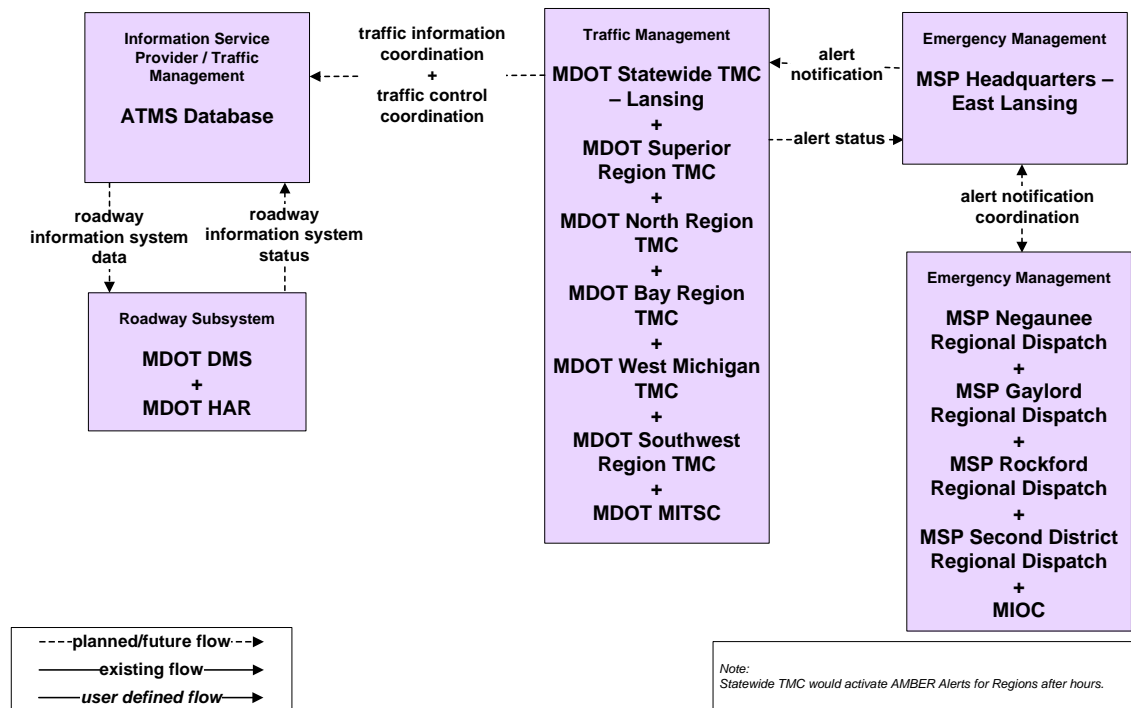 Information Service
Provider / Traffic
Management
ATMS Database
traffic information
coordination
+
traffic control
coordination
Traffic Management
MDOT Statewide TMC
– Lansing
+
MDOT Superior
Region TMC
+
MDOT North Region
TMC
+
MDOT Bay Region
TMC
+
MDOT West Michigan
TMC
+
MDOT Southwest
Region TMC
+
MDOT MITSC
alert
notification
alert status
Emergency Management
MSP Headquarters –
East Lansing
alert notification
coordination
Emergency Management
MSP Negaunee
Regional Dispatch
+
MSP Gaylord
Regional Dispatch
+
MSP Rockford
Regional Dispatch
+
MSP Second District
Regional Dispatch
+
MIOC
roadway
information system
data
roadway
information system
status
Roadway Subsystem
MDOT DMS
+
MDOT HAR
planned/future flow
existing flow
user defined flow
Note:
Statewide TMC would activate AMBER Alerts for Regions after hours.